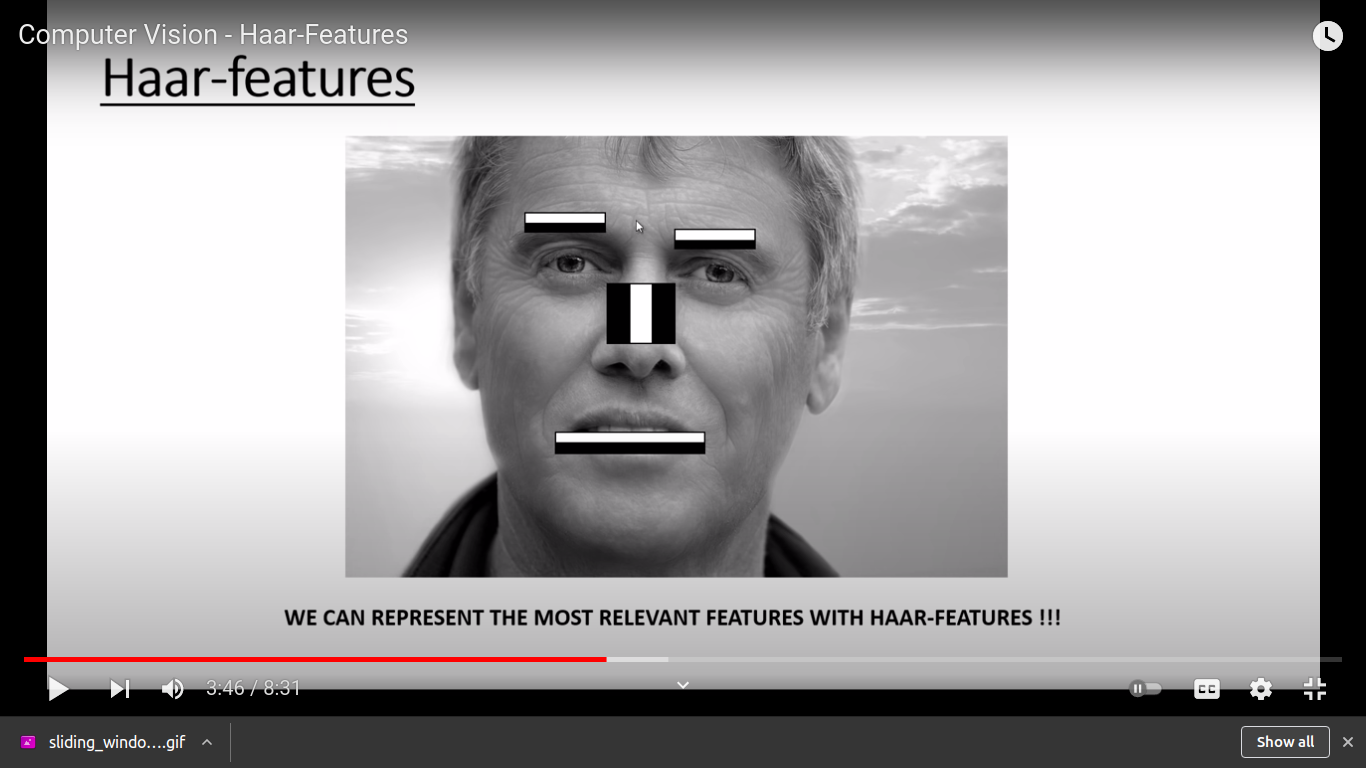 Computer Vision - Haar-Features
Haar-features
WE CAN REPRESENT THE MOST RELEVANT FEATURES WITH HAAR-FEATURES !!!
3:46 / 8:31
CC
sliding_windo....gif
Show all